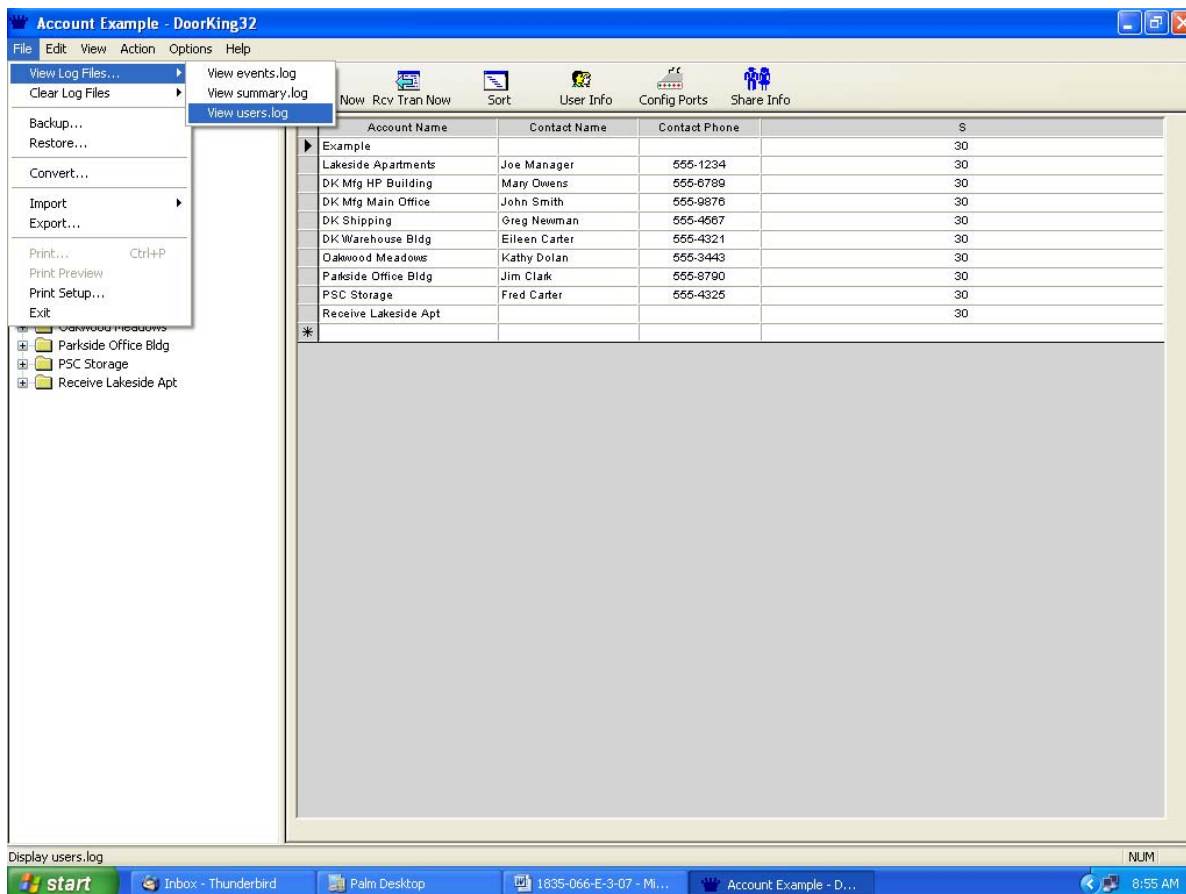 Account Example - DoorKing32
File Edit View Action Options Help
View Log Files...
Clear Log Files
Backup...
Restore...
Convert...
Import
Export...
Print... Ctrl+P
Print Preview
Print Setup...
Exit
View events.log
View summary.log
View users.log
Now Rcv Tran Now Sort User Info Config Ports Share Info
Account Name Contact Name Contact Phone S
Example 30
Lakeside Apartments Joe Manager 555-1234 30
DK Mfg HP Building Mary Owens 555-6789 30
DK Mfg Main Office John Smith 555-9876 30
DK Shipping Greg Newman 555-4567 30
DK Warehouse Bldg Eileen Carter 555-4321 30
Oakwood Meadows Kathy Dolan 555-3443 30
Parkside Office Bldg Jim Clark 555-8790 30
PSC Storage Fred Carter 555-4325 30
Receive Lakeside Apt 30
Oakwood Meadows
Parkside Office Bldg
PSC Storage
Receive Lakeside Apt
Display users.log NUM
start Inbox - Thunderbird Palm Desktop 1835-066-E-3-07 - Mi... Account Example - D... 8:55 AM